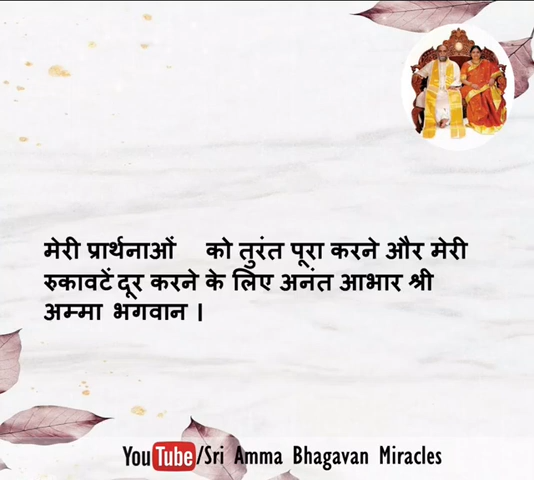 मेरी प्रार्थनाओं को तुरंत पूरा करने और मेरी
रुकावटें दूर करने के लिए अनंत आभार श्री
अम्मा भगवान ।
YouTube/Sri Amma Bhagavan Miracles